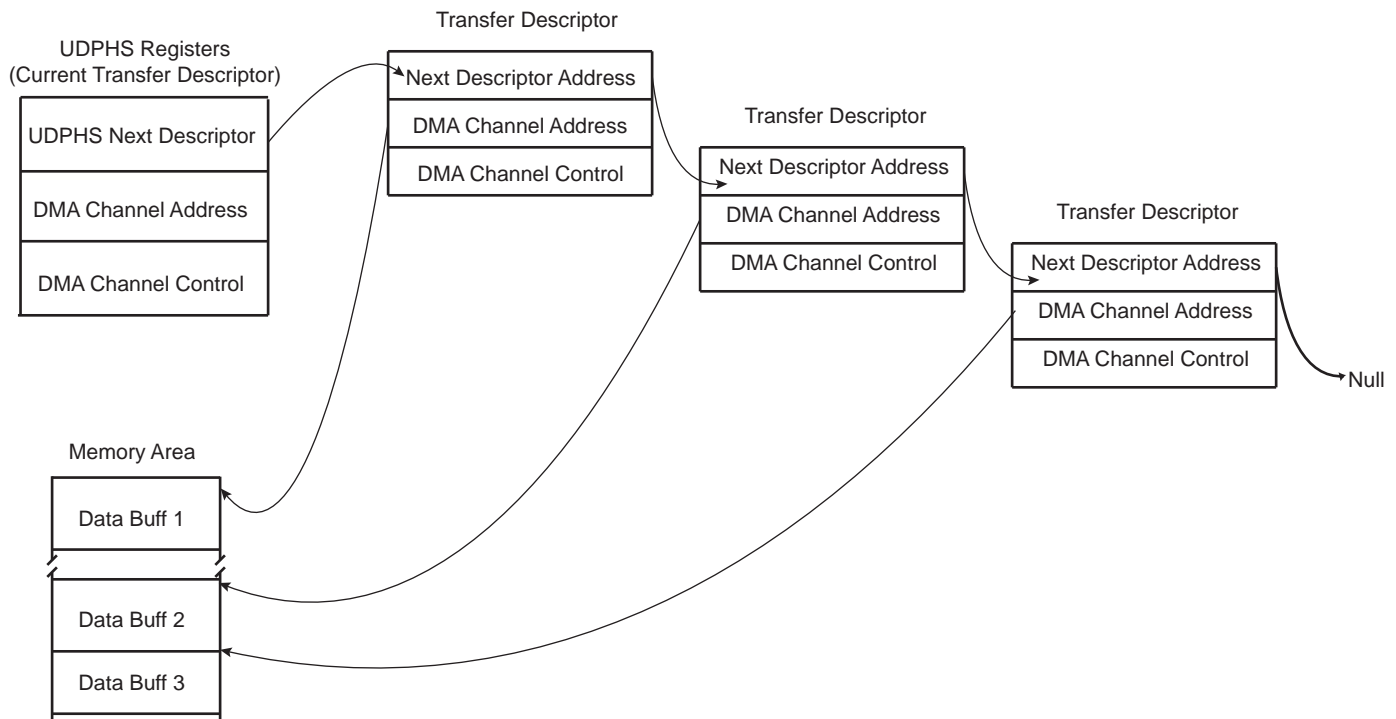 UDPHS Registers
(Current Transfer Descriptor)
UDPHS Next Descriptor
DMA Channel Address
DMA Channel Control
Transfer Descriptor
Next Descriptor Address
DMA Channel Address
DMA Channel Control
Transfer Descriptor
Next Descriptor Address
DMA Channel Address
DMA Channel Control
Transfer Descriptor
Next Descriptor Address
DMA Channel Address
DMA Channel Control
Null
Memory Area
Data Buff 1
Data Buff 2
Data Buff 3